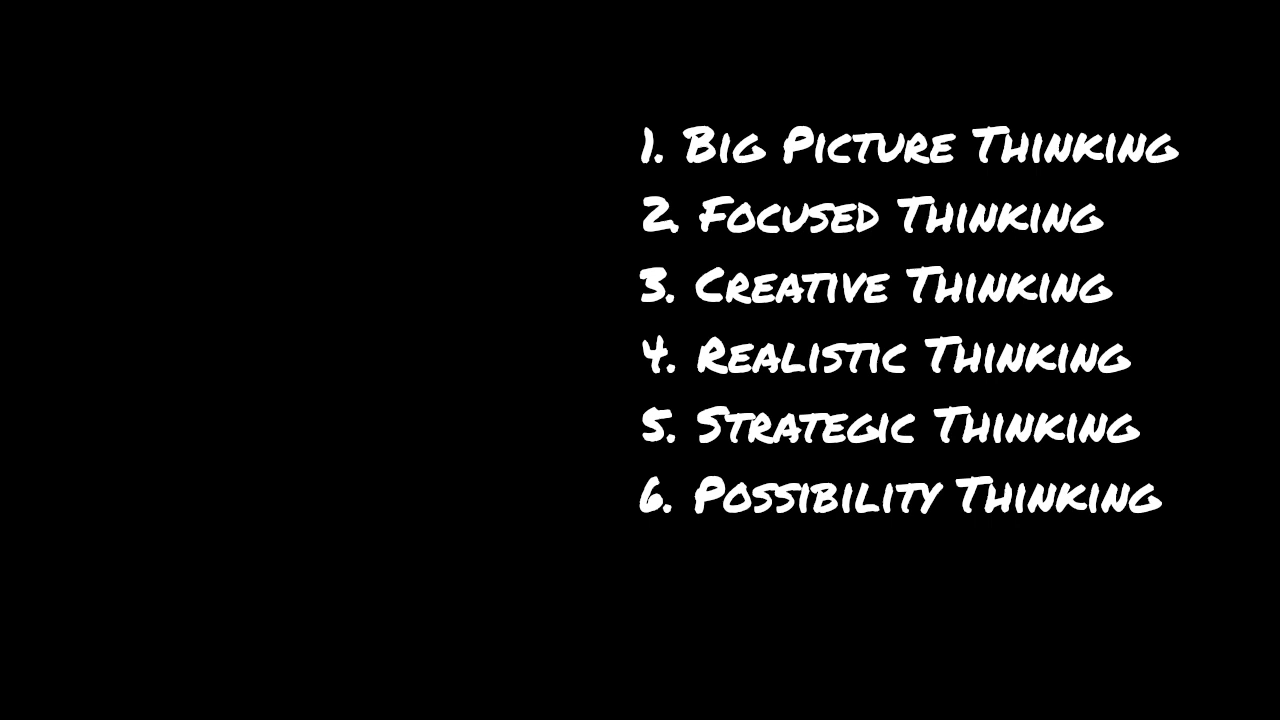 1. Big Picture Thinking
2. Focused Thinking
3. Creative Thinking
4. Realistic Thinking
5. Strategic Thinking
6. Possibility Thinking